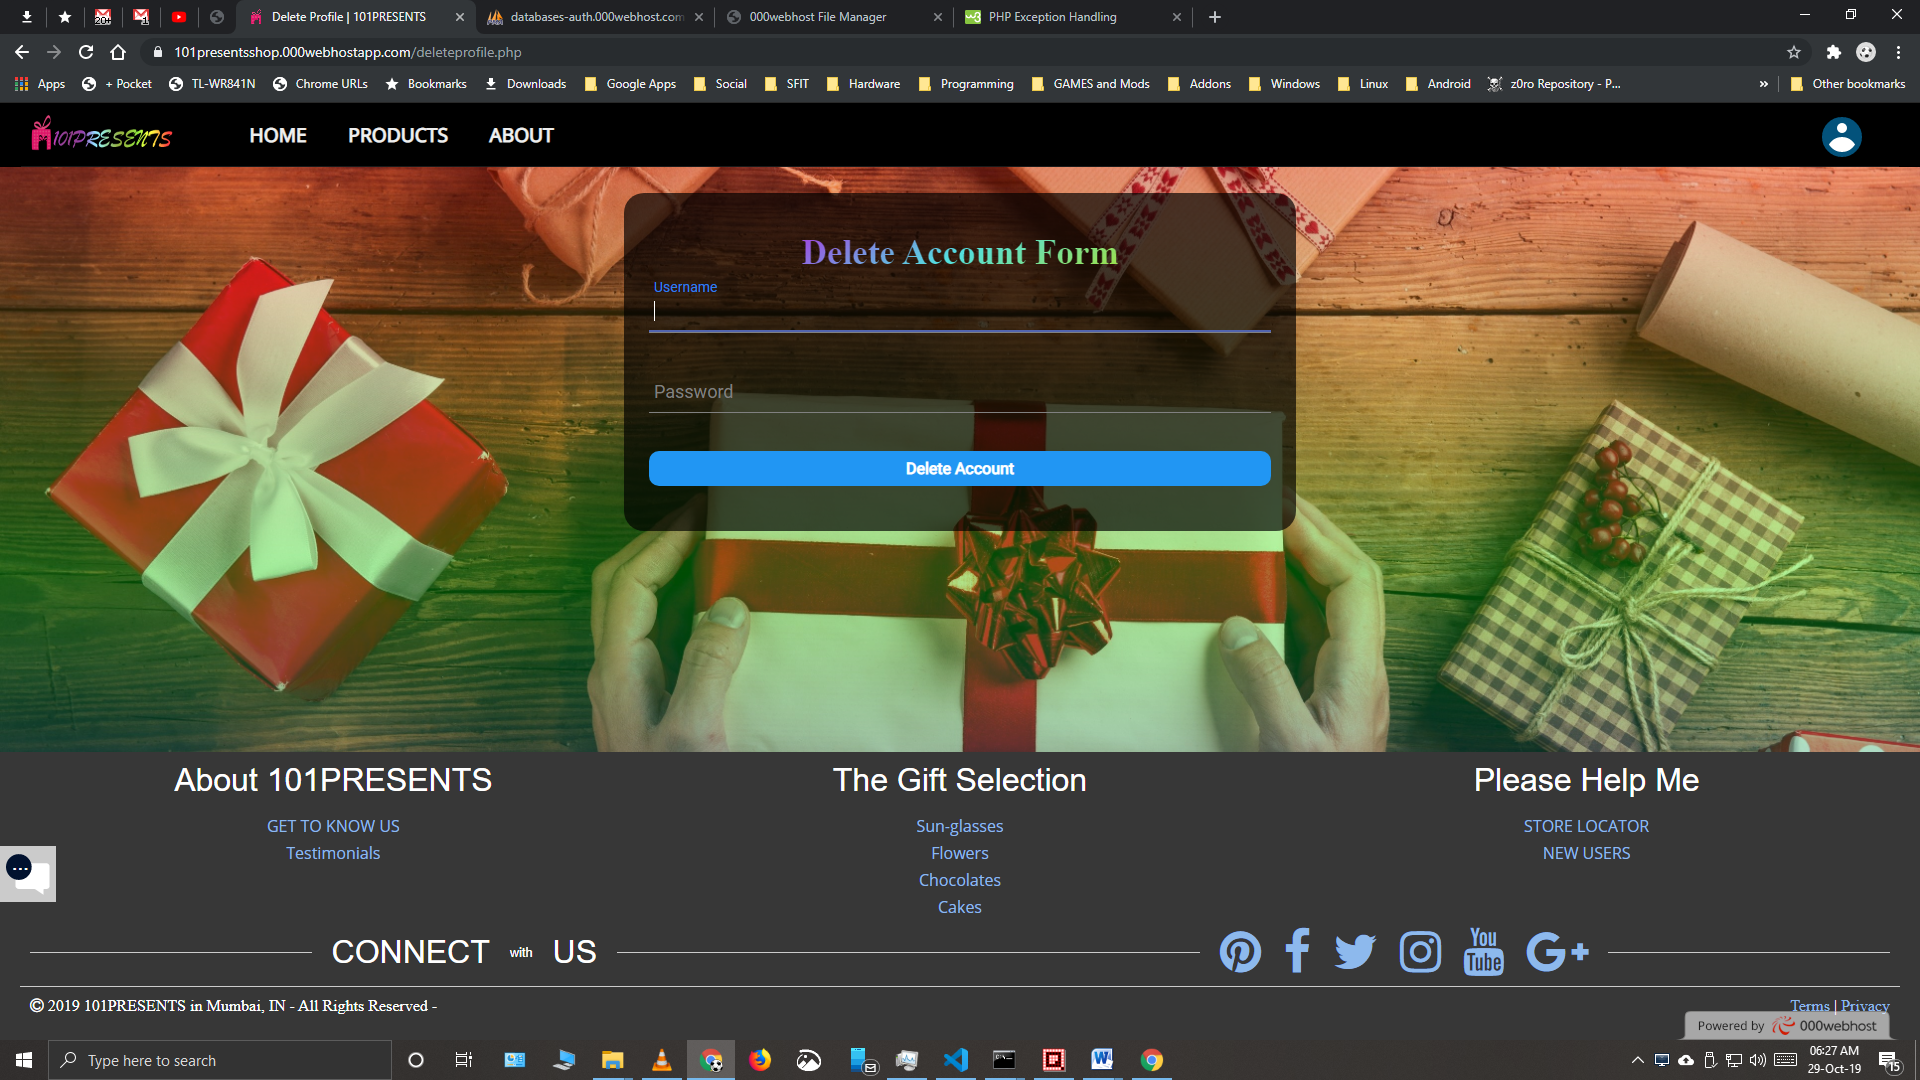 Delete Profile | 101PRESENTS
databases-auth.000webhost.com
000webhost File Manager
PHP Exception Handling
101presentsshop.000webhostapp.com/deleteprofile.php
Apps
+ Pocket
TL-WR841N
Chrome URLs
Bookmarks
Downloads
Google Apps
Social
SFIT
Hardware
Programming
GAMES and Mods
Addons
Windows
Linux
Android
z0ro Repository - P...
»
Other bookmarks
101PRESENTS
HOME
PRODUCTS
ABOUT
Delete Account Form
Username
Password
Delete Account
About 101PRESENTS
GET TO KNOW US
Testimonials
The Gift Selection
Sun-glasses
Flowers
Chocolates
Cakes
Please Help Me
STORE LOCATOR
NEW USERS
CONNECT with US
You Tube
G+
© 2019 101PRESENTS in Mumbai, IN - All Rights Reserved -
Terms | Privacy
Powered by 000webhost
Type here to search
06:27 AM
29-Oct-19
15